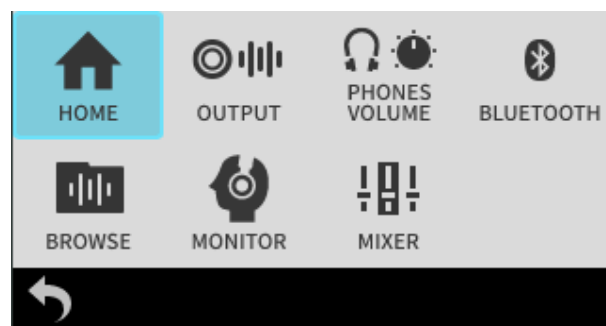 HOME
OUTPUT
PHONES
VOLUME
BLUETOOTH
BROWSE
MONITOR
MIXER